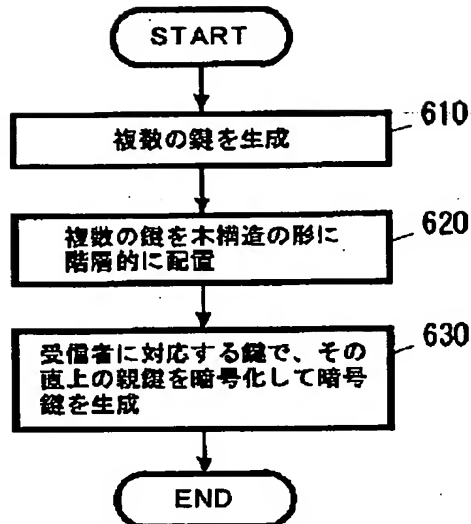 START
複数の鍵を生成
610
複数の鍵を木構造の形に
階層的に配置
620
受信者に対応する鍵で、その
直上の親鍵を暗号化して暗号
鍵を生成
630
END